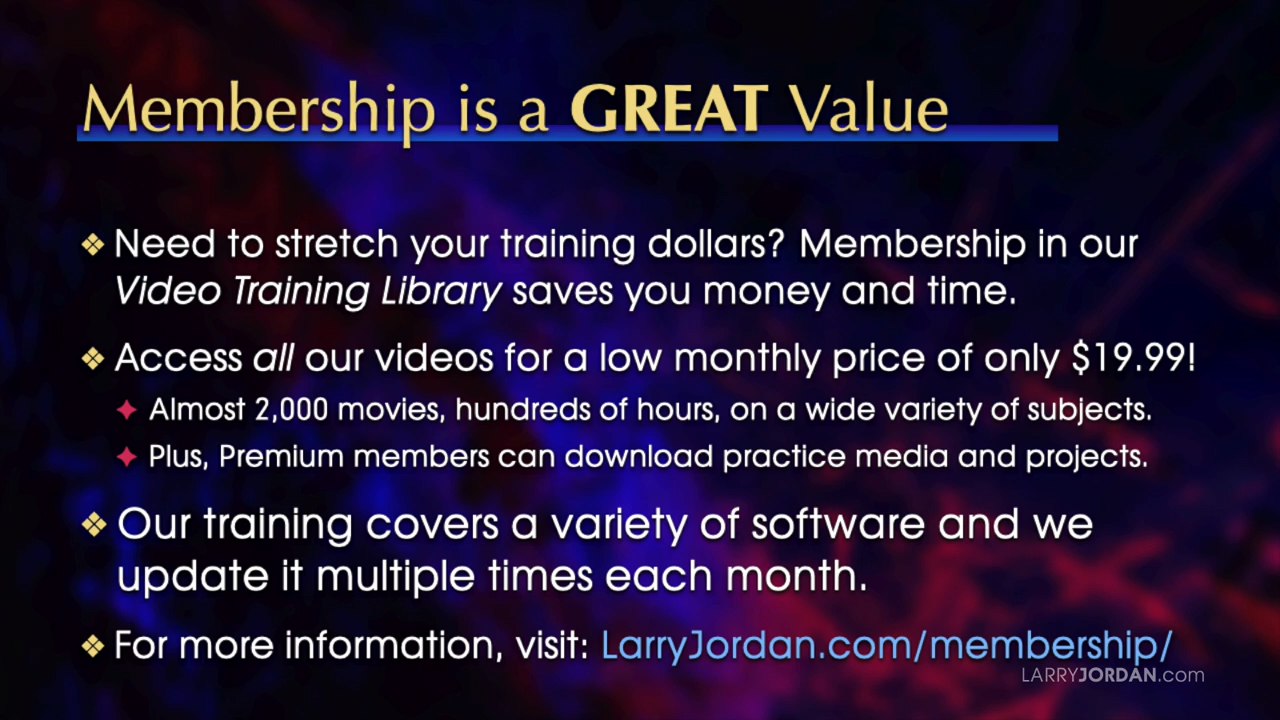 Membership is a GREAT Value
❖ Need to stretch your training dollars? Membership in our
Video Training Library saves you money and time.
❖ Access all our videos for a low monthly price of only $19.99!
✦ Almost 2,000 movies, hundreds of hours, on a wide variety of subjects.
✦ Plus, Premium members can download practice media and projects.
❖ Our training covers a variety of software and we
update it multiple times each month.
❖ For more information, visit: LarryJordan.com/membership/
LARRYJORDAN.com